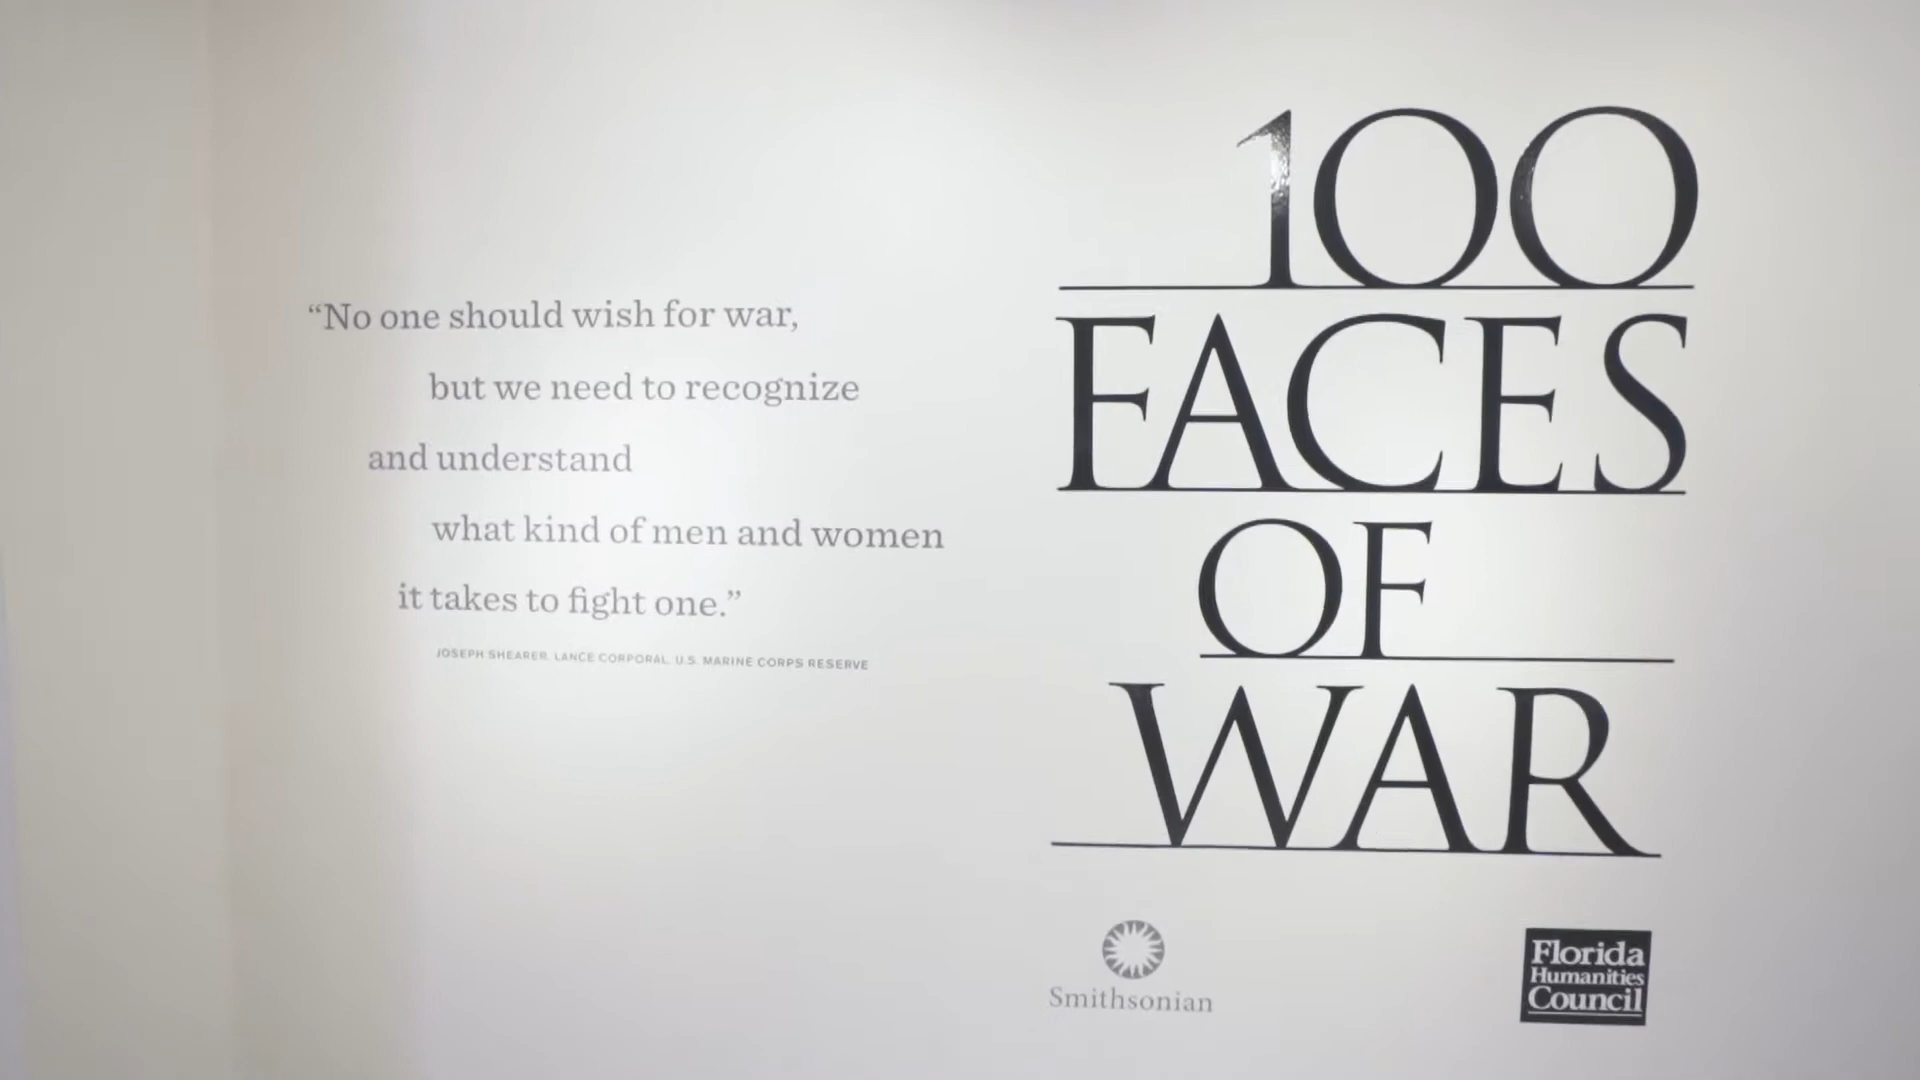 “No one should wish for war,
but we need to recognize
and understand
what kind of men and women
it takes to fight one.”
JOSEPH SHEARER, LANCE CORPORAL, U.S. MARINE CORPS RESERVE
100
FACES
OF
WAR
Smithsonian
Florida
Humanities
Council